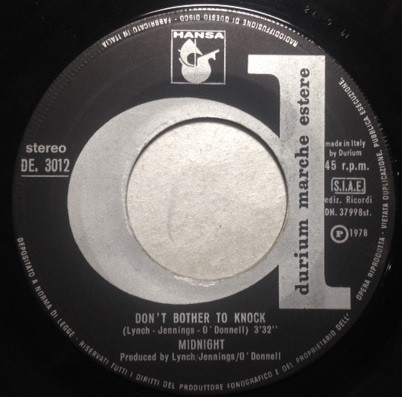 RADIODIFFUSIONE DI QUESTO DISCO - FABBRICATO IN ITALIA
HANSA
stereo
DE. 3012
durium marche estere
made in Italy
by Durium
45 r.p.m.
S.I.A.E.
ediz. Ricordi
DN. 37998st.
P 1978
DON'T BOTHER TO KNOCK
(Lynch - Jennings - O'Donnell) 3'32''
MIDNIGHT
Produced by Lynch/Jennings/O'Donnell
DEPOSITATO A NORMA DI LEGGE - RISERVATI TUTTI I DIRITTI DEL PRODUTTORE FONOGRAFICO E DEL PROPRIETARIO DELL'OPERA RIPRODOTTA - VIETATA DUPLICAZIONE, PUBBLICA ESECUZIONE,